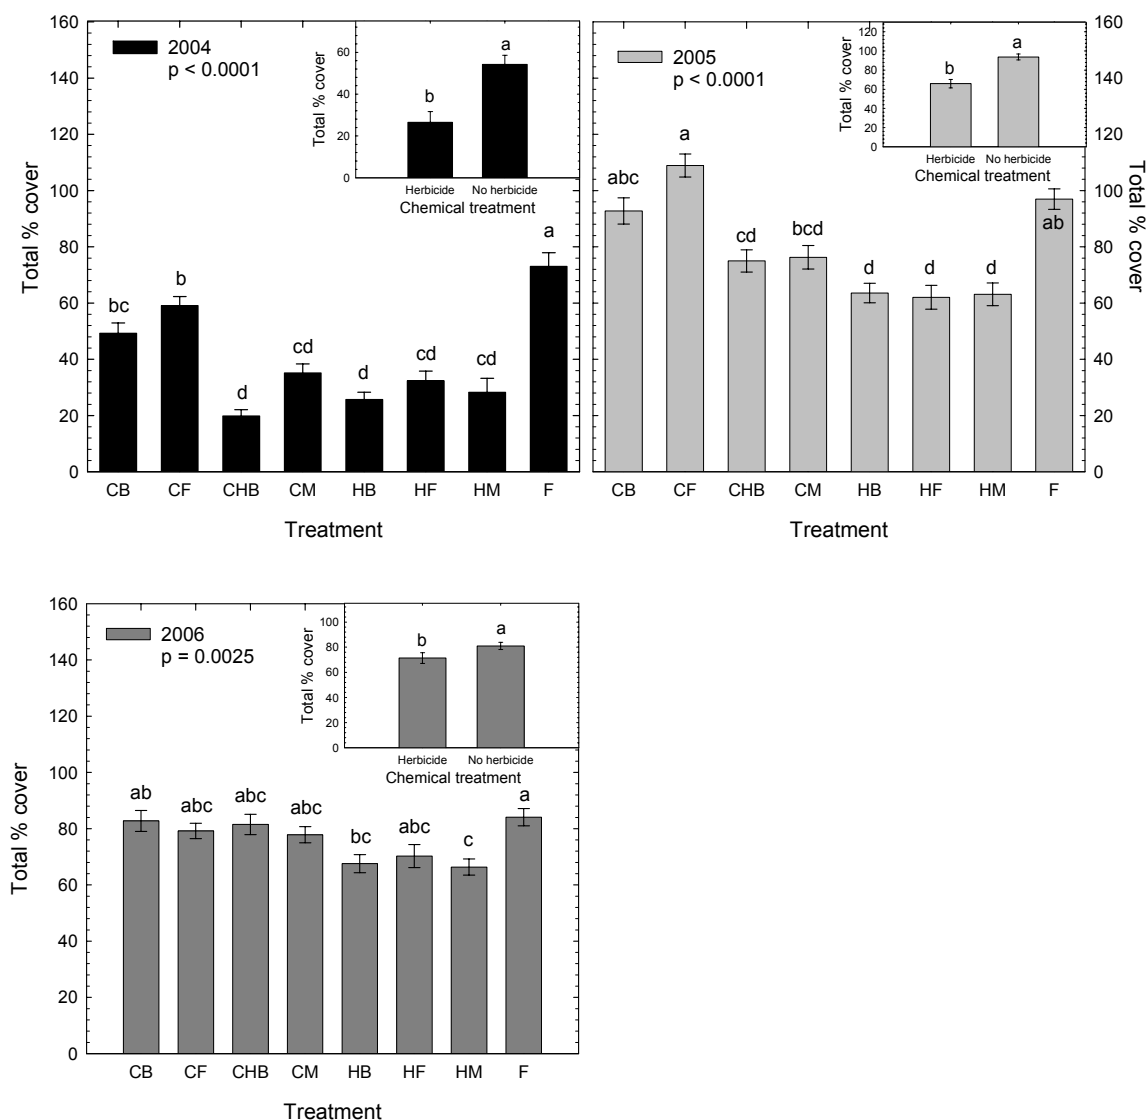 2004
p < 0.0001
Total % cover
160
140
120
100
80
60
40
20
0
bc
b
d
cd
d
cd
cd
a
CB CF CHB CM HB HF HM F
Treatment
Total % cover
60
40
20
0
b
a
Herbicide No herbicide
Chemical treatment
2005
p < 0.0001
Total % cover
160
140
120
100
80
60
40
20
0
abc
a
cd
bcd
d
d
d
ab
CB CF CHB CM HB HF HM F
Treatment
Total % cover
120
100
80
60
40
20
0
b
a
Herbicide No herbicide
Chemical treatment
2006
p = 0.0025
Total % cover
160
140
120
100
80
60
40
20
0
ab
abc
abc
abc
bc
abc
c
a
CB CF CHB CM HB HF HM F
Treatment
Total % cover
100
80
60
40
20
0
b
a
Herbicide No herbicide
Chemical treatment